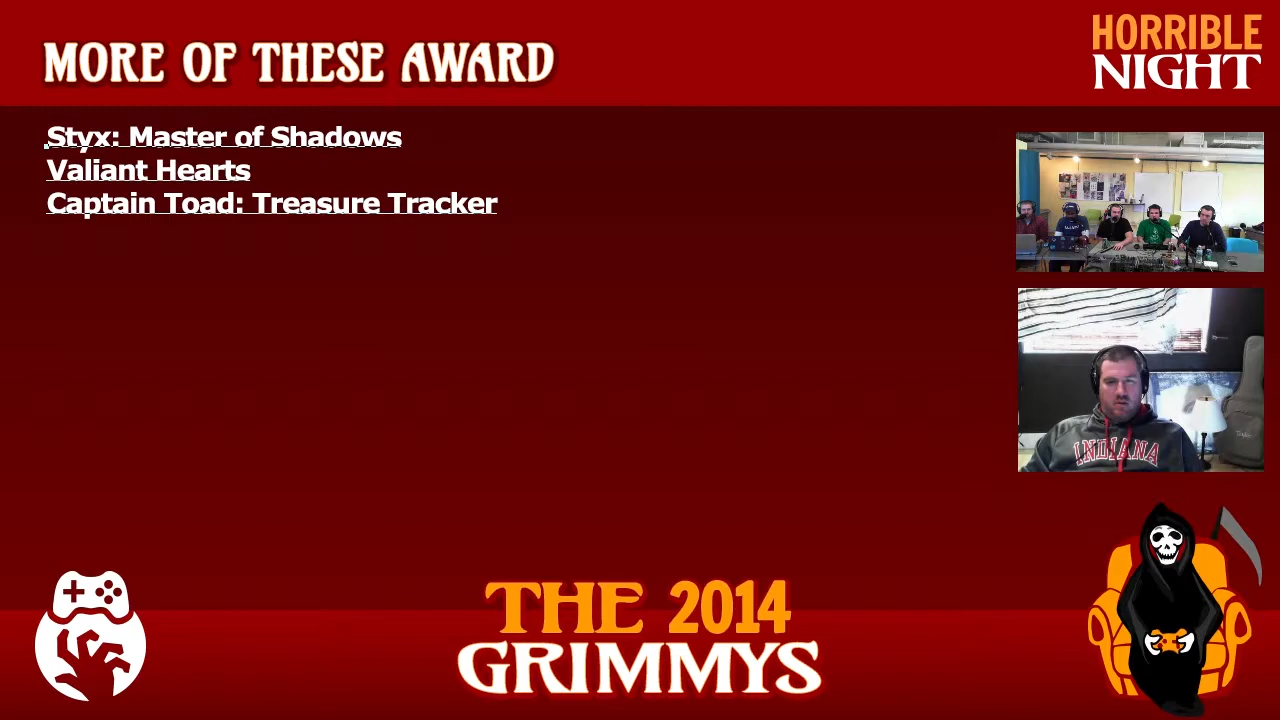 MORE OF THESE AWARD
HORRIBLE
NIGHT
Styx: Master of Shadows
Valiant Hearts
Captain Toad: Treasure Tracker
INDIANA
THE 2014
GRIMMYS